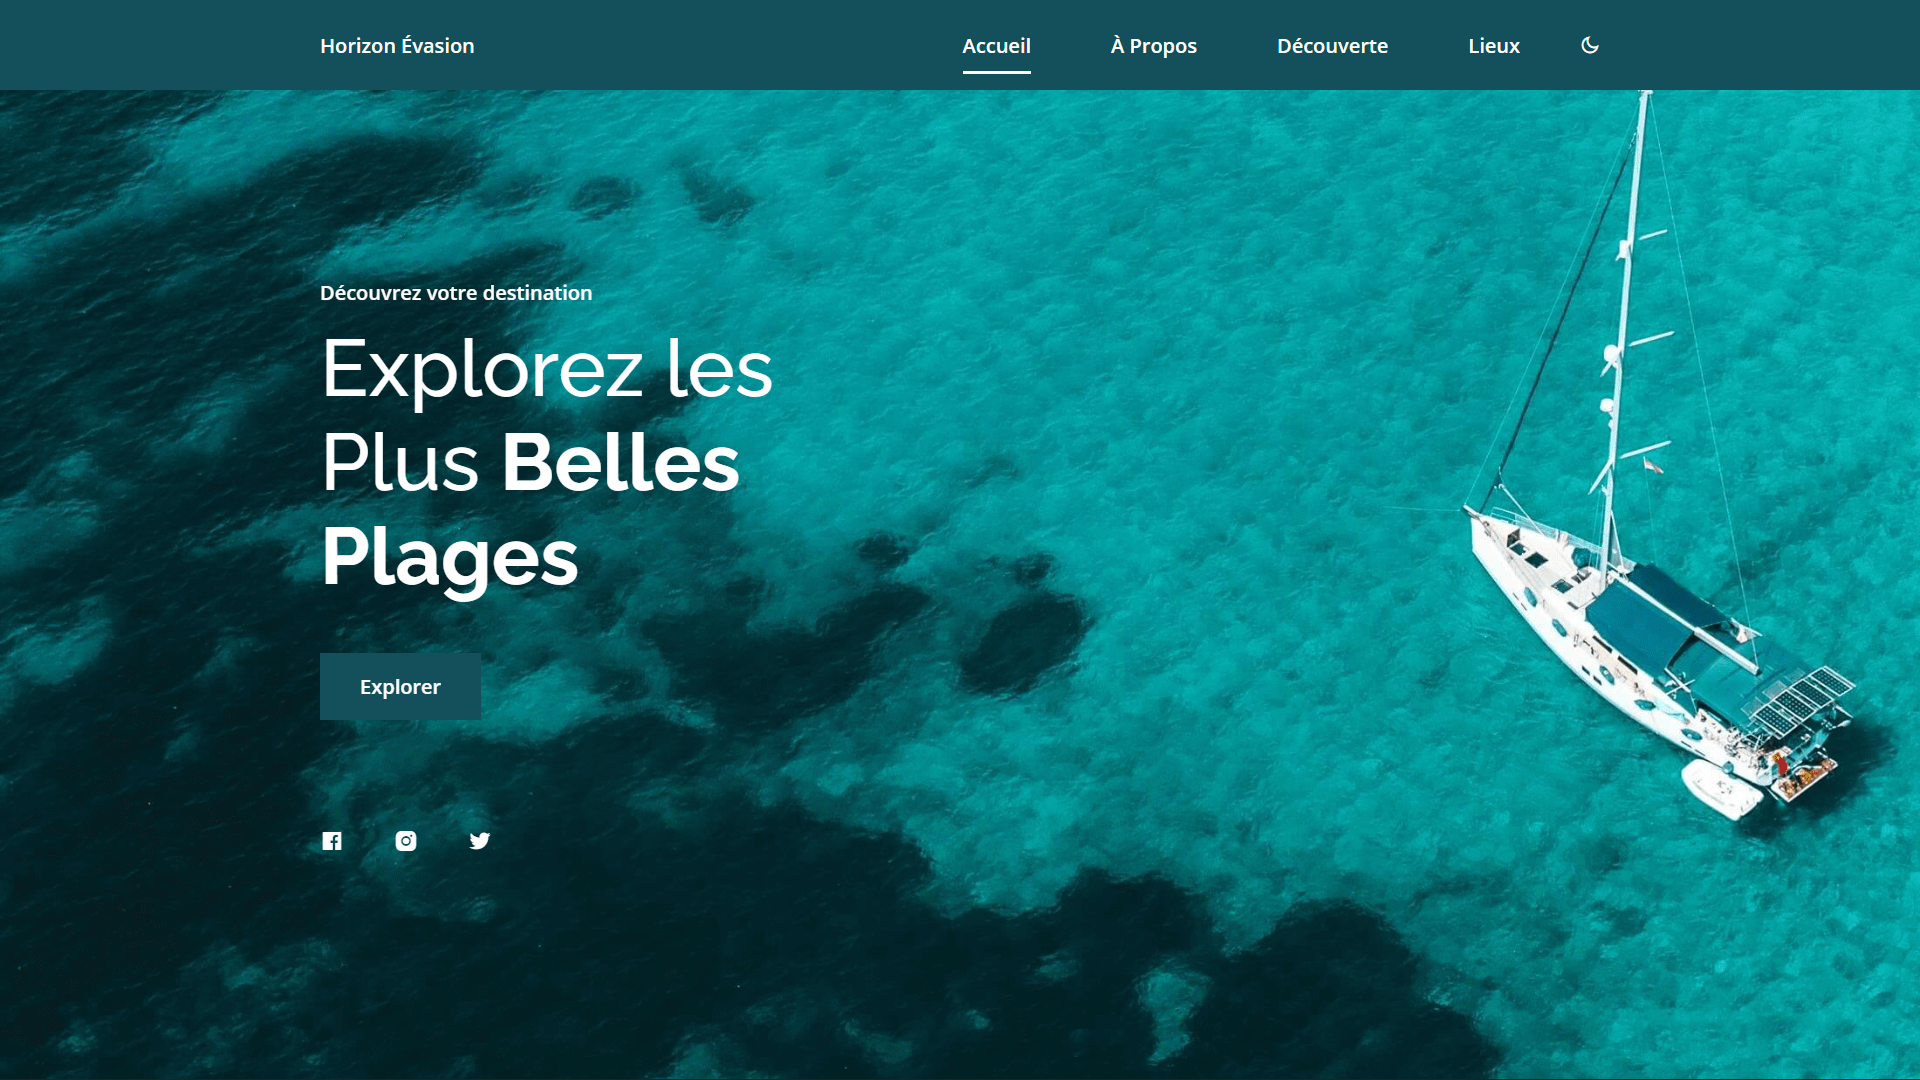 Horizon Évasion
Accueil
À Propos
Découverte
Lieux
Découvrez votre destination
Explorez les
Plus Belles
Plages
Explorer